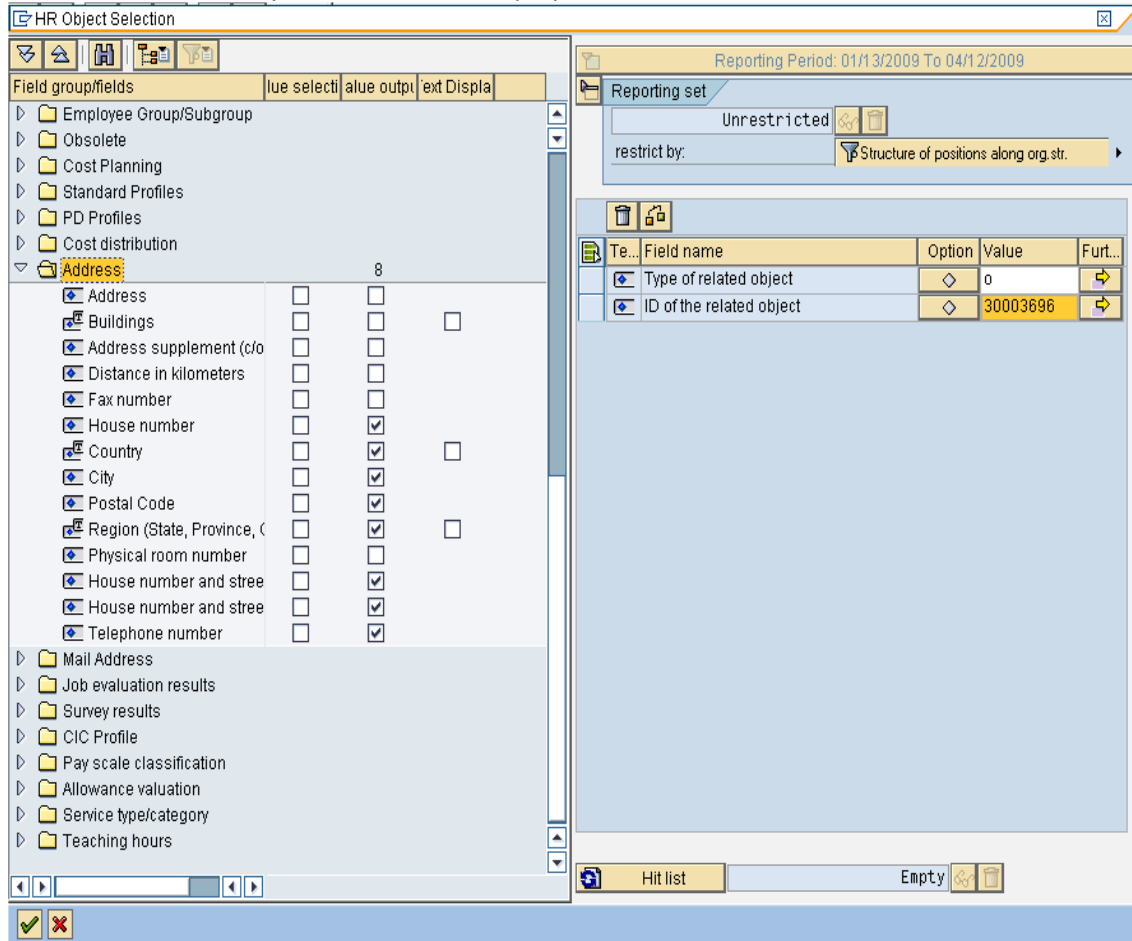 HR Object Selection
Field group/fields lue selecti alue outpu ext Displa
Employee Group/Subgroup
Obsolete
Cost Planning
Standard Profiles
PD Profiles
Cost distribution
Address 8
Address
Buildings
Address supplement (c/o
Distance in kilometers
Fax number
House number
Country
City
Postal Code
Region (State, Province, (
Physical room number
House number and stree
House number and stree
Telephone number
Mail Address
Job evaluation results
Survey results
CIC Profile
Pay scale classification
Allowance valuation
Service type/category
Teaching hours
Reporting Period: 01/13/2009 To 04/12/2009
Reporting set
Unrestricted
restrict by: Structure of positions along org.str.
Te... Field name Option Value Furt...
Type of related object o
ID of the related object 30003696
Hit list Empty